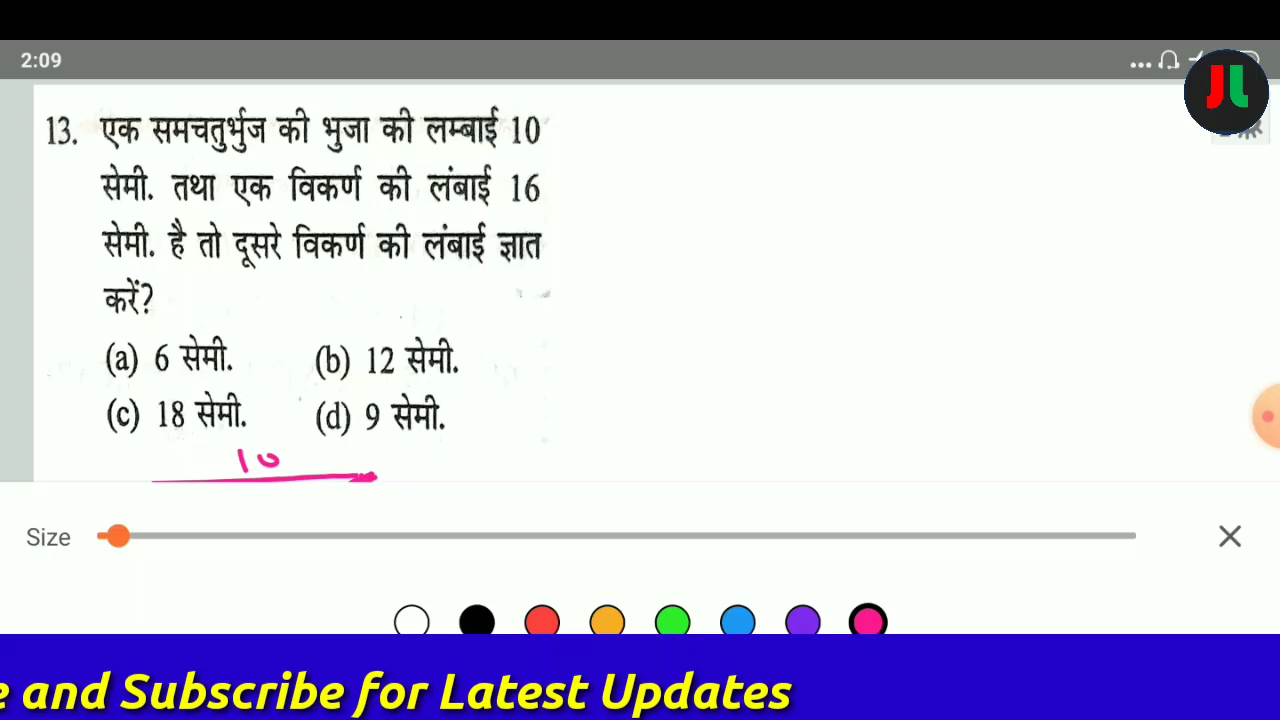 2:09
JL
13. एक समचतुर्भुज की भुजा की लम्बाई 10
सेमी. तथा एक विकर्ण की लंबाई 16
सेमी. है तो दूसरे विकर्ण की लंबाई ज्ञात
करें?
(a) 6 सेमी. (b) 12 सेमी.
(c) 18 सेमी. (d) 9 सेमी.
10
Size
e and Subscribe for Latest Updates